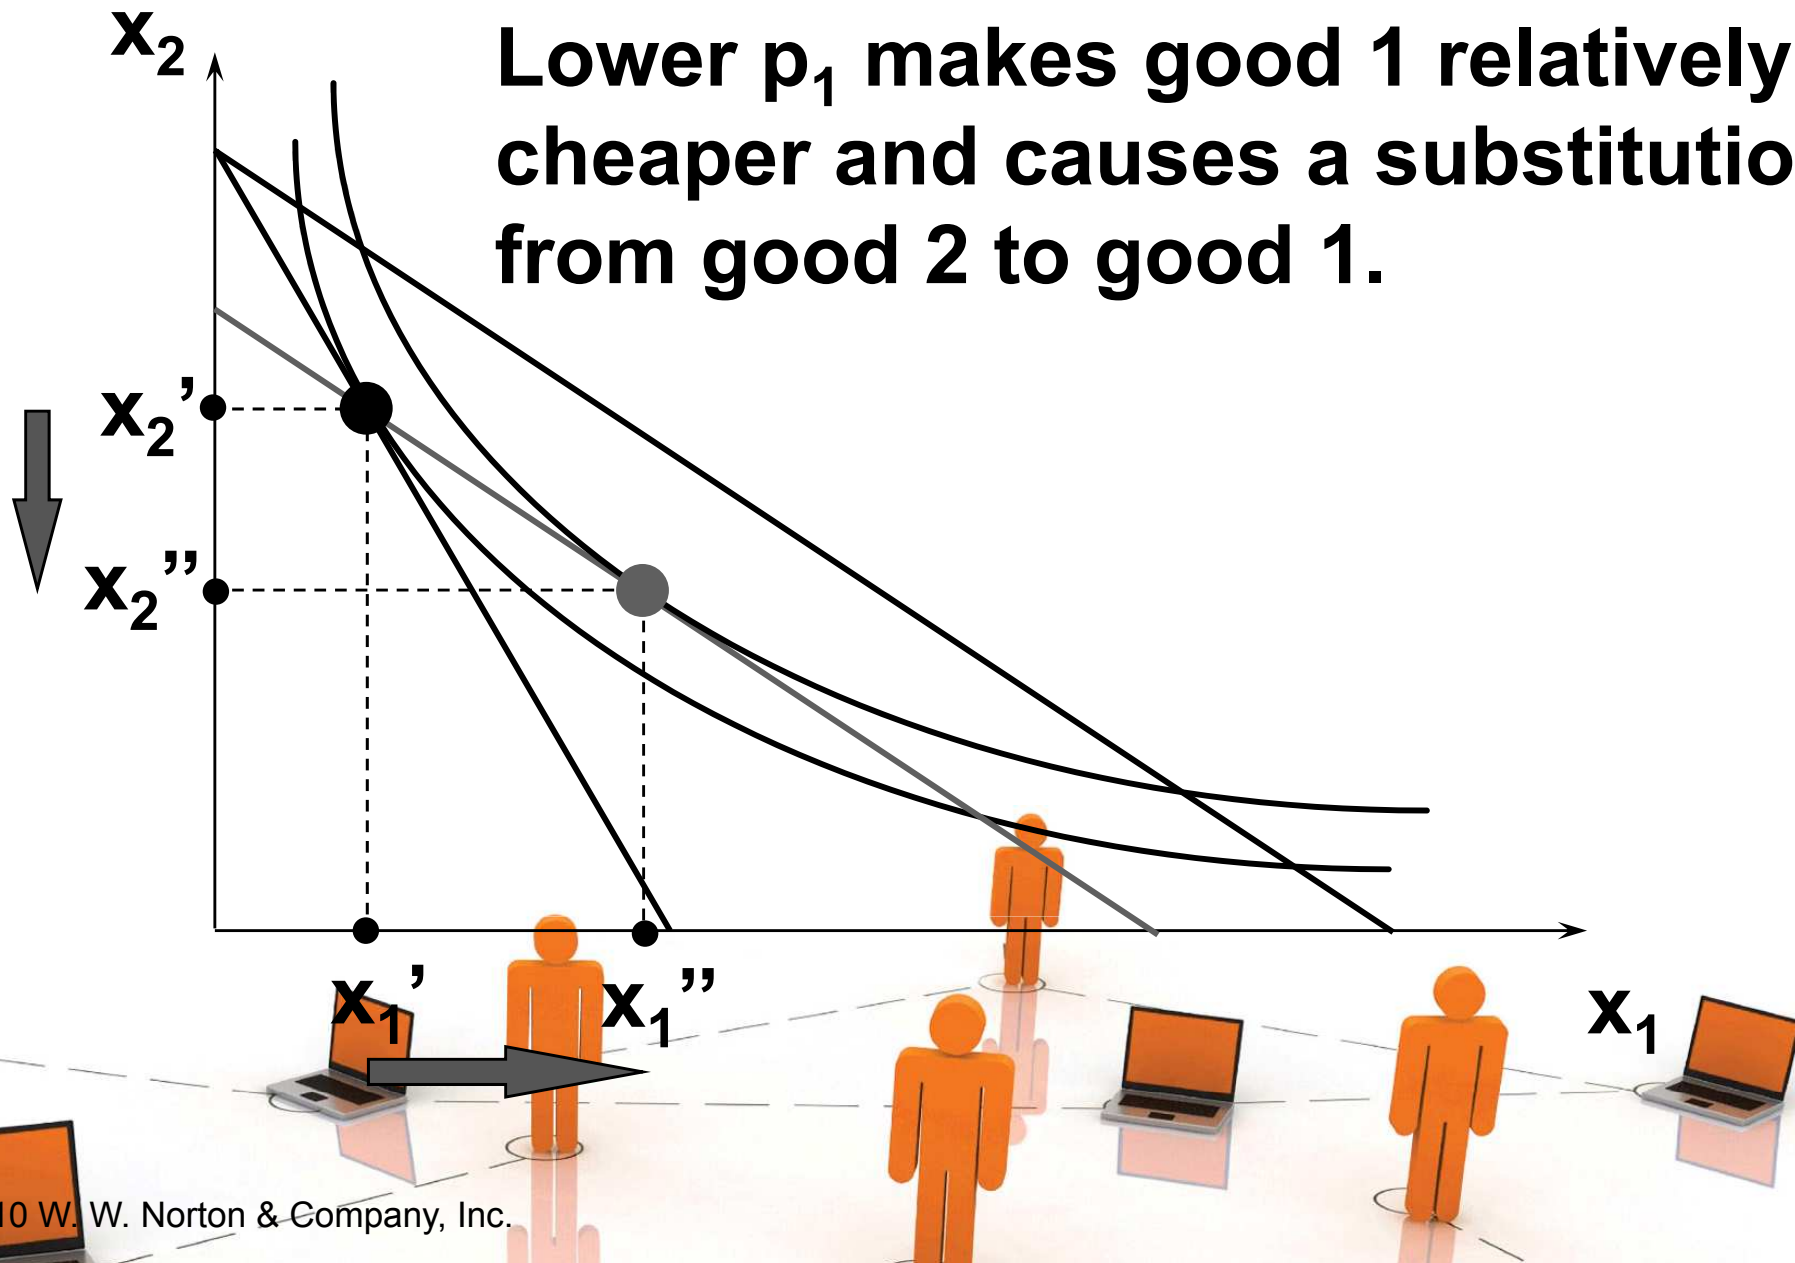 x₂
Lower p₁ makes good 1 relatively
cheaper and causes a substitutio
from good 2 to good 1.
x₂’
x₂’’
x₁’
x₁’’
x₁
10 W. W. Norton & Company, Inc.